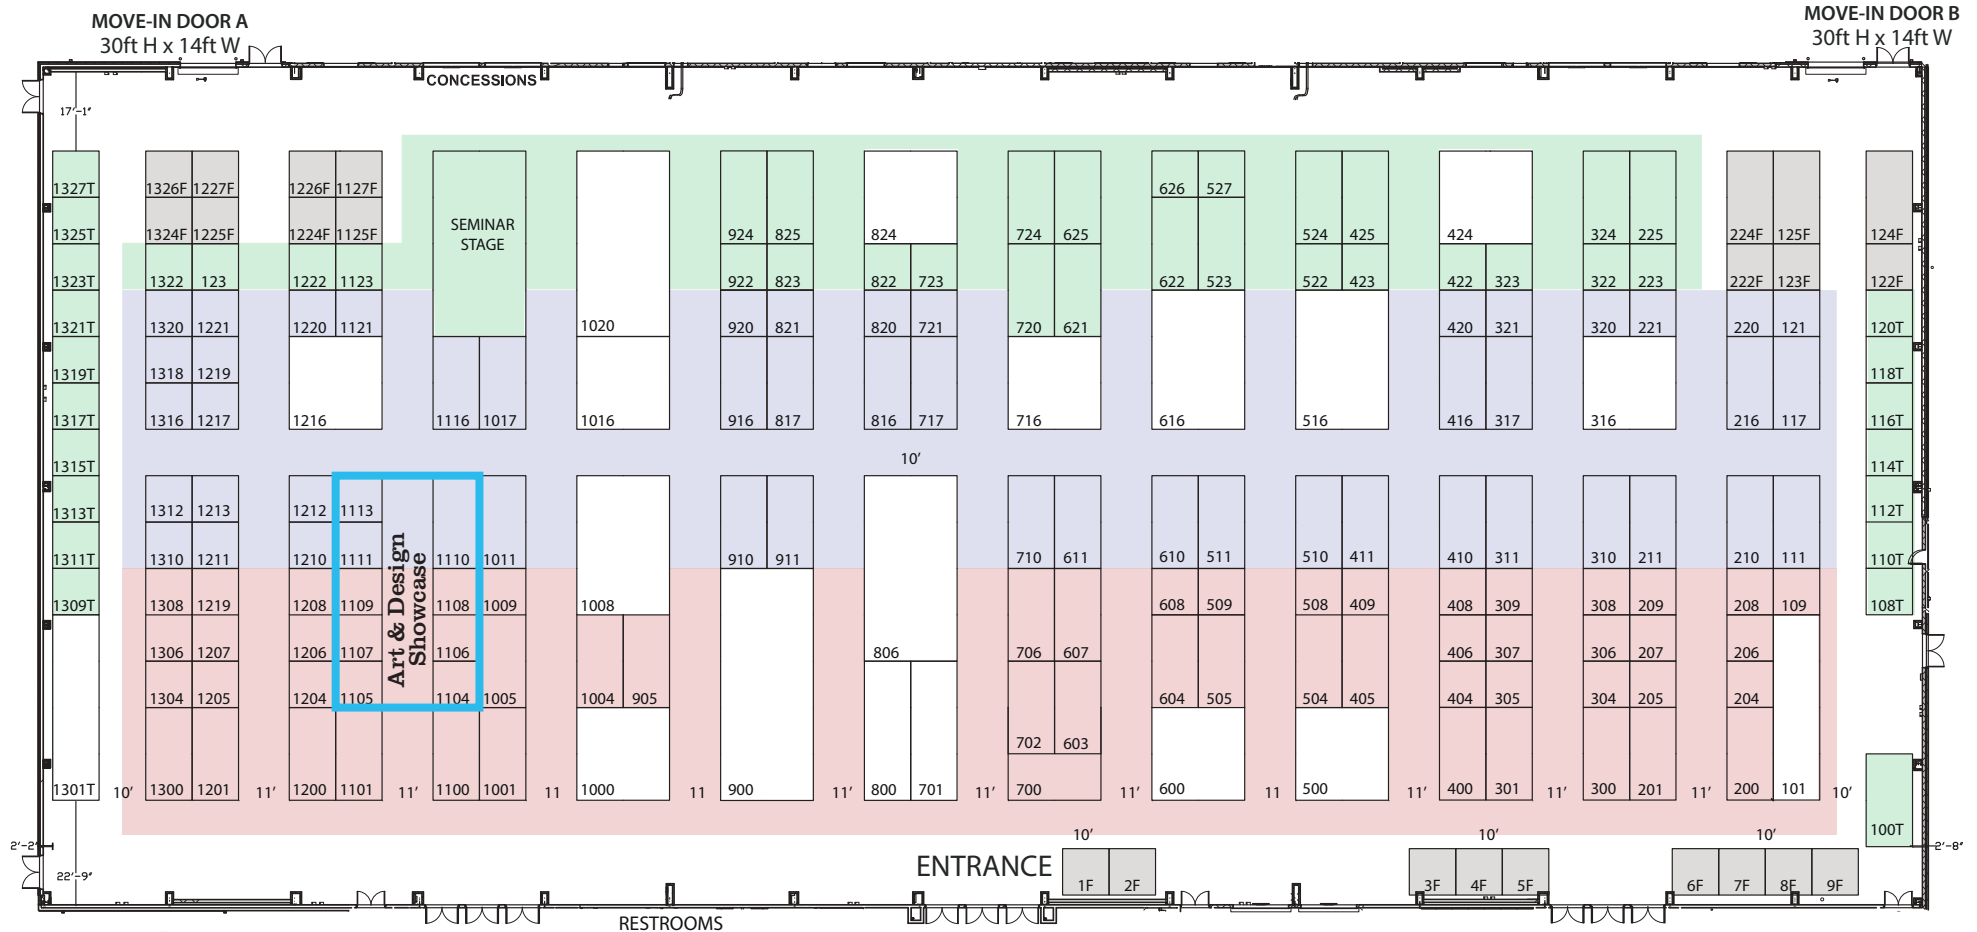 MOVE-IN DOOR A
30ft H x 14ft W
MOVE-IN DOOR B
30ft H x 14ft W
CONCESSIONS
17'-1"
1327T 1326F 1227F 1226F 1127F 626 527
1325T 1324F 1225F 1224F 1125F SEMINAR STAGE 924 825 824 724 625 524 425 424 324 225 224F 125F 124F
1323T 1322 123 1222 1123 922 823 822 723 622 523 522 423 422 323 322 223 222F 123F 122F
1321T 1320 1221 1220 1121 1020 920 821 820 721 720 621 420 321 320 221 220 121 120T
1319T 1318 1219 118T
1317T 1316 1217 1216 1116 1017 1016 916 817 816 717 716 616 516 416 317 316 216 117 116T
1315T 10' 114T
1313T 1312 1213 1212 1113 112T
1311T 1310 1211 1210 1111 1110 1011 910 911 710 611 610 511 510 411 410 311 310 211 210 111 110T
Art & Design
Showcase
1309T 1308 1219 1208 1109 1108 1009 1008 608 509 508 409 408 309 308 209 208 109 108T
1306 1207 1206 1107 1106 806 706 607 406 307 306 207 206
1304 1205 1204 1105 1104 1005 1004 905 604 505 504 405 404 305 304 205 204
702 603
1301T 10' 1300 1201 11' 1200 1101 11' 1100 1001 11 1000 11 900 11' 800 701 11' 700 11' 600 11 500 11' 400 301 11' 300 201 11' 200 101 10'
100T
10' 10' 10'
2'-2" 2'-8"
ENTRANCE
22'-9" 1F 2F 3F 4F 5F 6F 7F 8F 9F
RESTROOMS